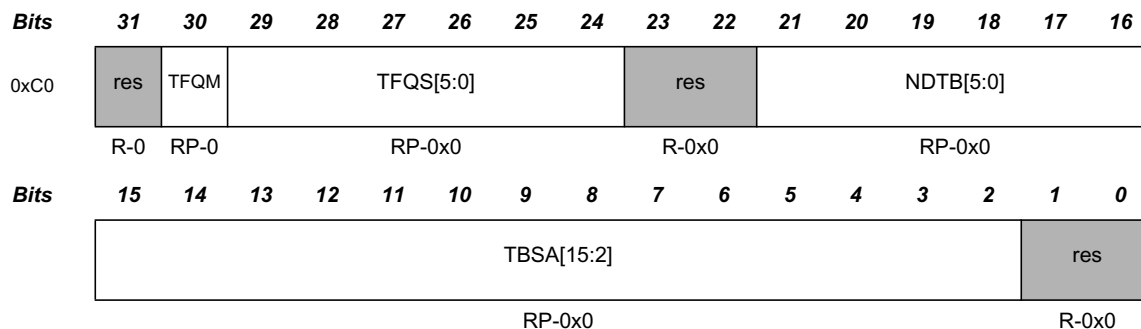 Bits 31 30 29 28 27 26 25 24 23 22 21 20 19 18 17 16
0xC0 res TFQM TFQS[5:0] res NDTB[5:0]
R-0 RP-0 RP-0x0 R-0x0 RP-0x0
Bits 15 14 13 12 11 10 9 8 7 6 5 4 3 2 1 0
TBSA[15:2] res
RP-0x0 R-0x0